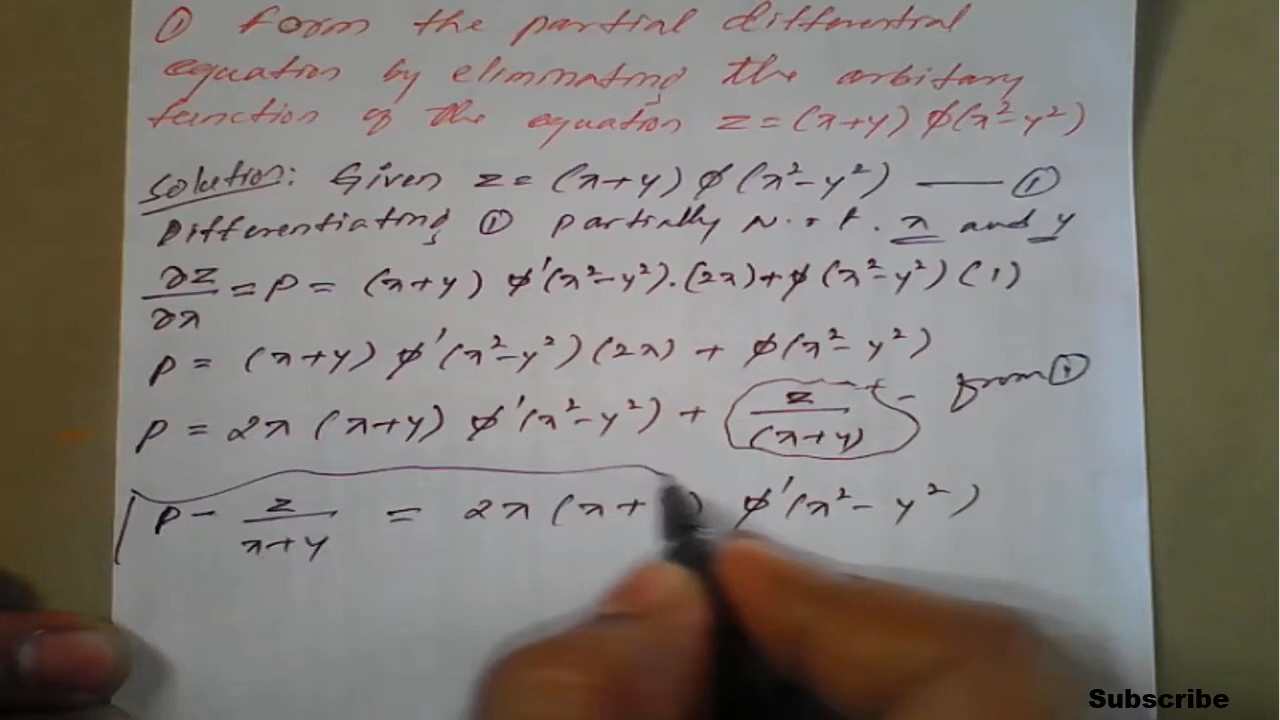 ① Form the partial differential
equation by eliminating the arbitary
function of the equation z = (x+y) ϕ(x²-y²)
Solution: Given z = (x+y) ϕ(x²-y²) — ①
Differentiating ① partially w.r.t. x and y
∂z/∂x = p = (x+y) ϕ'(x²-y²).(2x)+ϕ(x²-y²)(1)
p = (x+y) ϕ'(x²-y²)(2x) + ϕ(x²-y²)
p = 2x (x+y) ϕ'(x²-y²) + z/(x+y) from ①
p - z/x+y = 2x (x+ ) ϕ'(x²-y²)
Subscribe